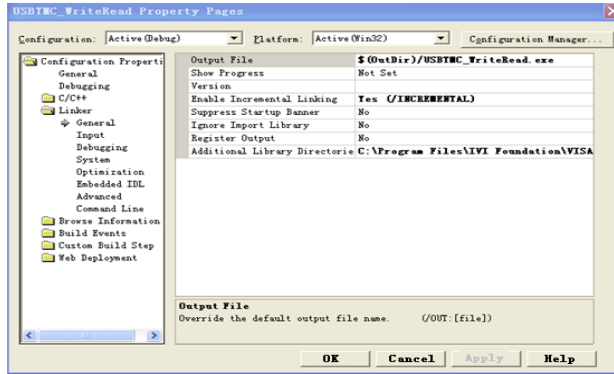 USBTMC_WriteRead Property Pages
Configuration: Active(Debug) Platform: Active(Win32) Configuration Manager...
Configuration Properti
General
Debugging
C/C++
Linker
General
Input
Debugging
System
Optimization
Embedded IDL
Advanced
Command Line
Browse Information
Build Events
Custom Build Step
Web Deployment
Output File $(OutDir)/USBTMC_WriteRead.exe
Show Progress Not Set
Version
Enable Incremental Linking Yes (/INCREMENTAL)
Suppress Startup Banner No
Ignore Import Library No
Register Output No
Additional Library Directorie C:\Program Files\IVI Foundation\VISA
Output File
Override the default output file name. (/OUT:[file])
OK Cancel Apply Help